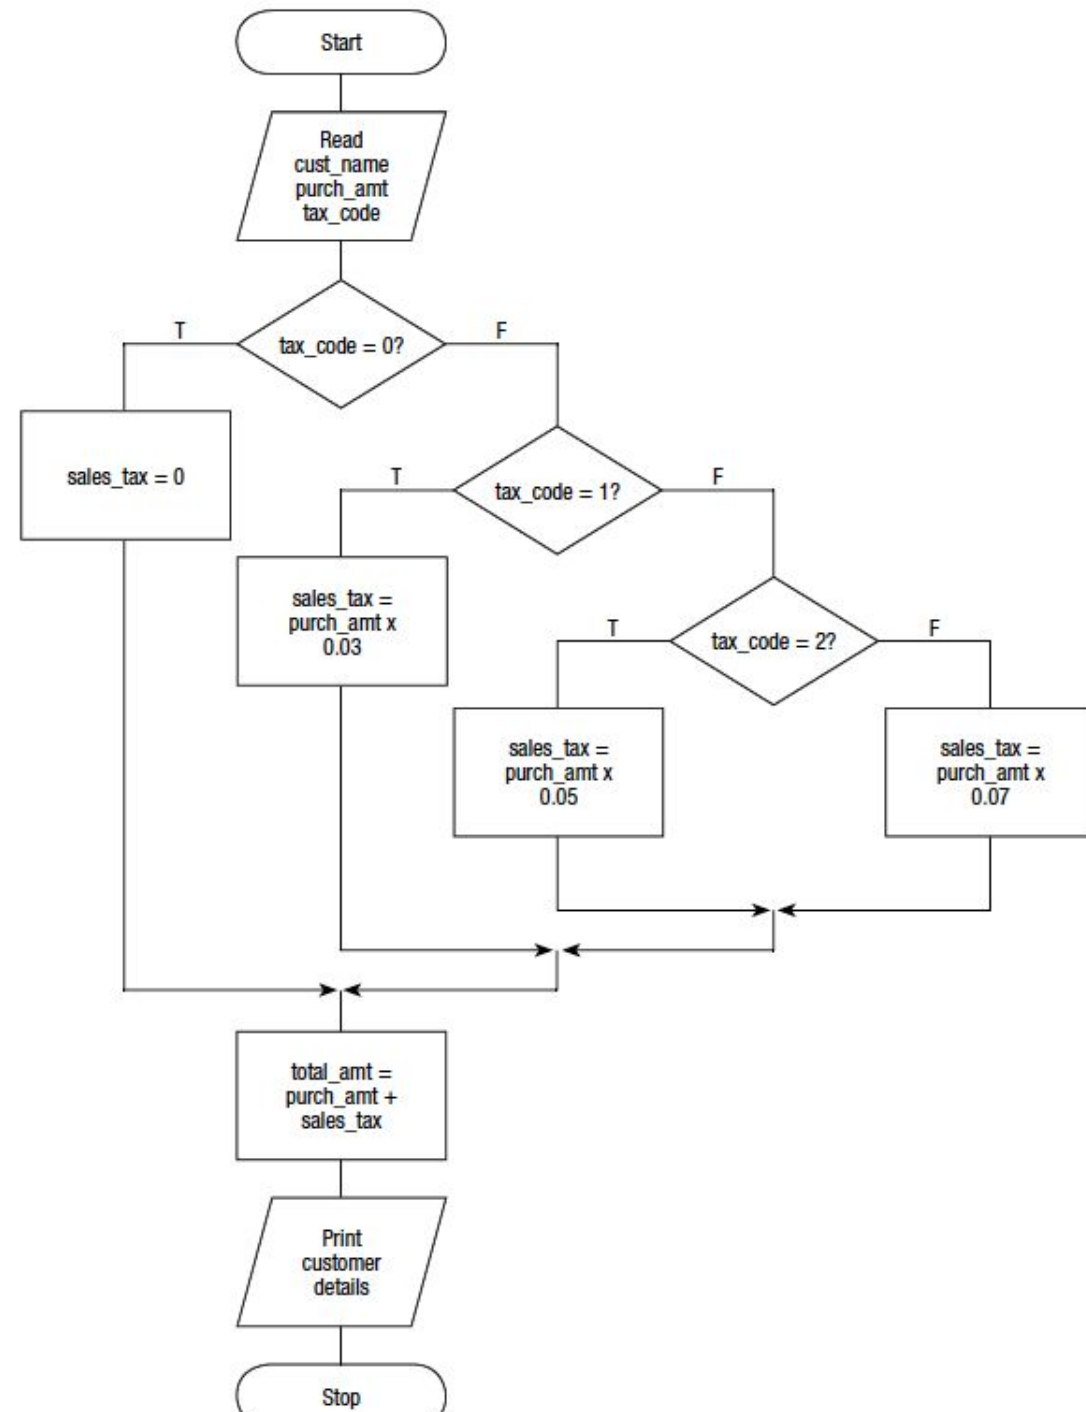 Start
Read
cust_name
purch_amt
tax_code
T
tax_code = 0?
F
sales_tax = 0
T
tax_code = 1?
F
sales_tax =
purch_amt x
0.03
T
tax_code = 2?
F
sales_tax =
purch_amt x
0.05
sales_tax =
purch_amt x
0.07
total_amt =
purch_amt +
sales_tax
Print
customer
details
Stop